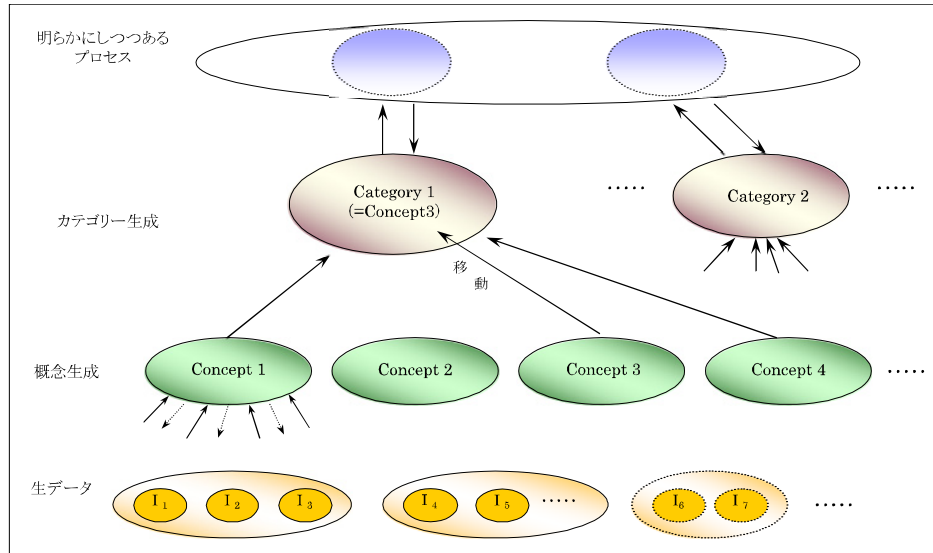 明らかにしつつある
プロセス
Category 1
(=Concept3)
.....
Category 2
.....
カテゴリー生成
移
動
概念生成
Concept 1
Concept 2
Concept 3
Concept 4
.....
生データ
I1
I2
I3
I4
I5
.....
I6
I7
.....